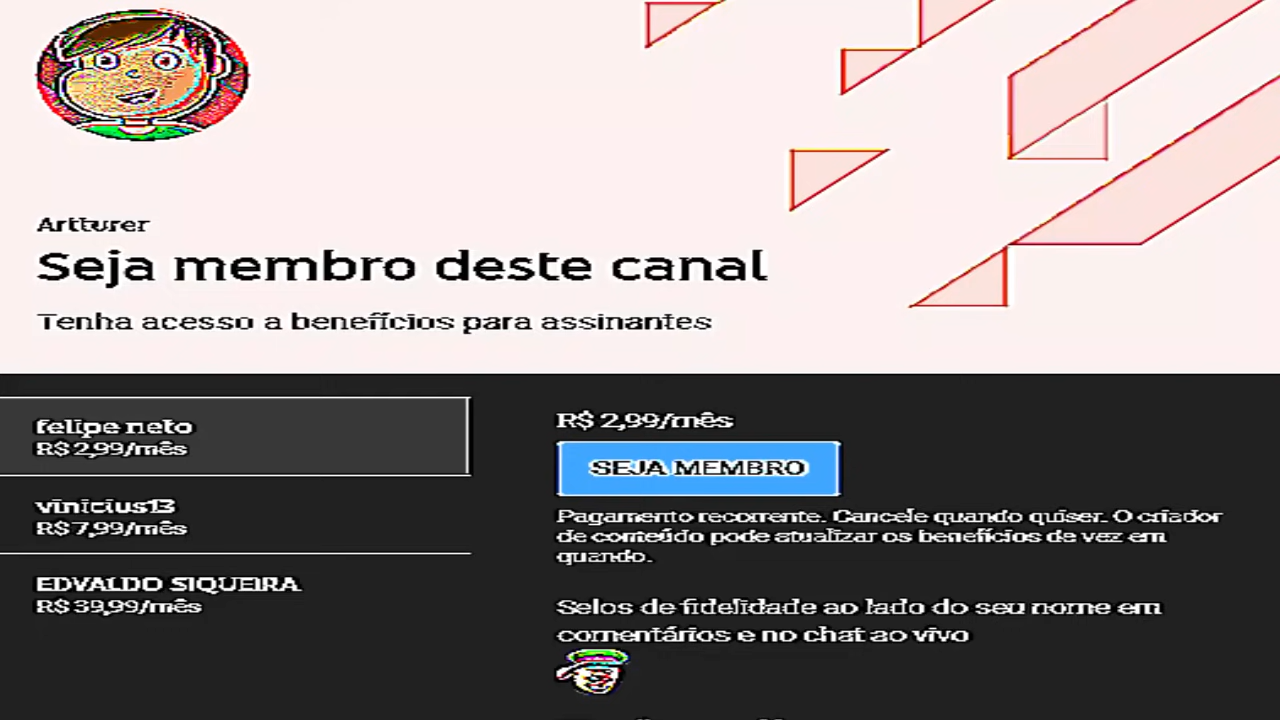 Artturer
Seja membro deste canal
Tenha acesso a benefícios para assinantes
felipe neto
R$ 2,99/mês
vinicius13
R$ 7,99/mês
EDVALDO SIQUEIRA
R$ 39,99/mês
R$ 2,99/mês
SEJA MEMBRO
Pagamento recorrente. Cancele quando quiser. O criador
de conteúdo pode atualizar os benefícios de vez em
quando.
Selos de fidelidade ao lado do seu nome em
comentários e no chat ao vivo